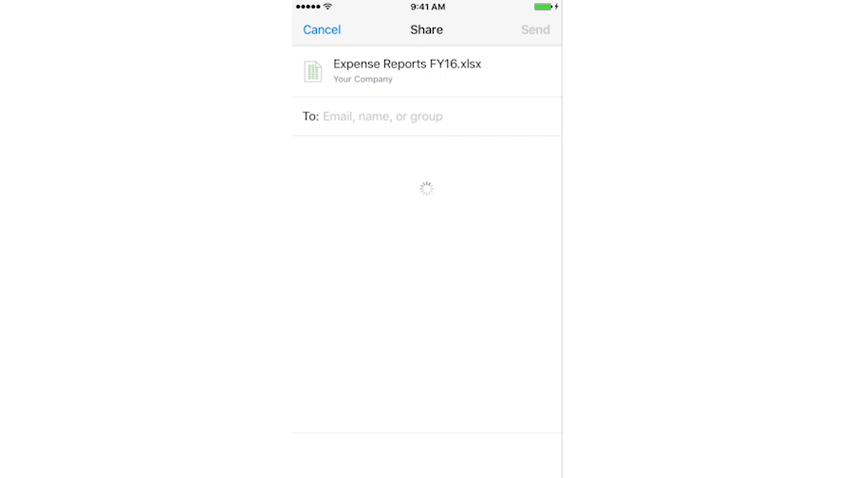 9:41 AM
Cancel Share Send
Expense Reports FY16.xlsx
Your Company
To: Email, name, or group